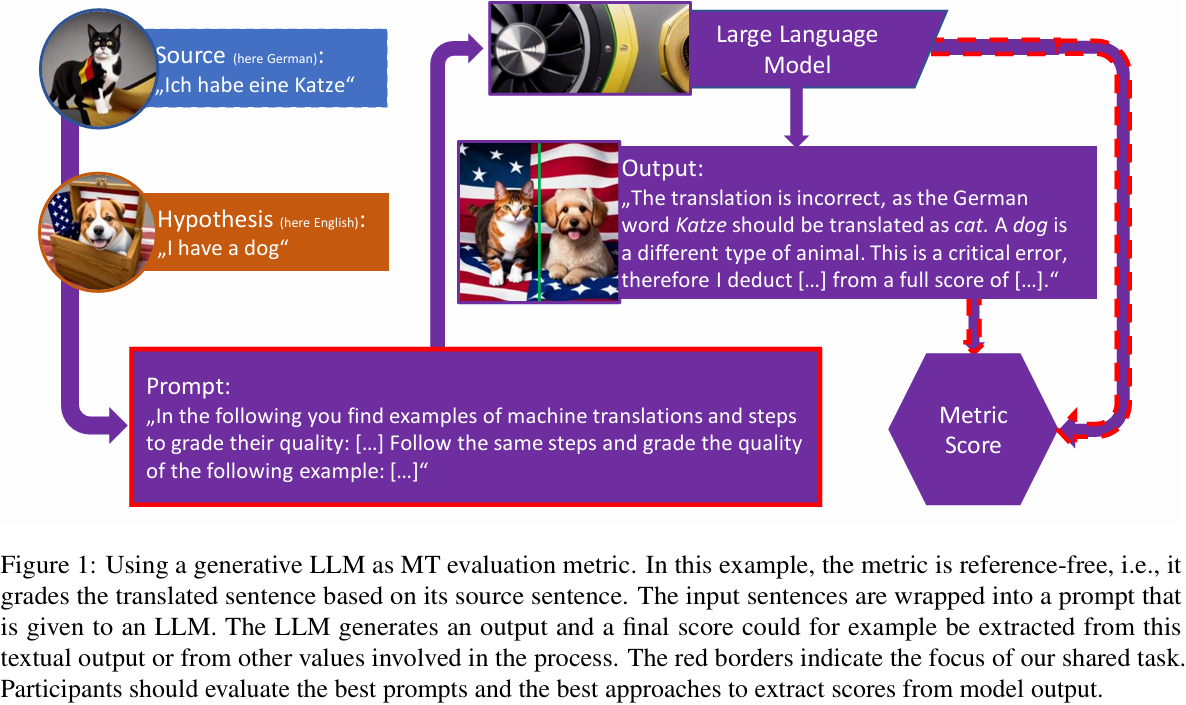 Source (here German):
„Ich habe eine Katze“
Hypothesis (here English):
„I have a dog“
Large Language
Model
Output:
„The translation is incorrect, as the German
word Katze should be translated as cat. A dog is
a different type of animal. This is a critical error,
therefore I deduct […] from a full score of […].“
Prompt:
„In the following you find examples of machine translations and steps
to grade their quality: […] Follow the same steps and grade the quality
of the following example: […]“
Metric
Score
Figure 1: Using a generative LLM as MT evaluation metric. In this example, the metric is reference-free, i.e., it
grades the translated sentence based on its source sentence. The input sentences are wrapped into a prompt that
is given to an LLM. The LLM generates an output and a final score could for example be extracted from this
textual output or from other values involved in the process. The red borders indicate the focus of our shared task.
Participants should evaluate the best prompts and the best approaches to extract scores from model output.